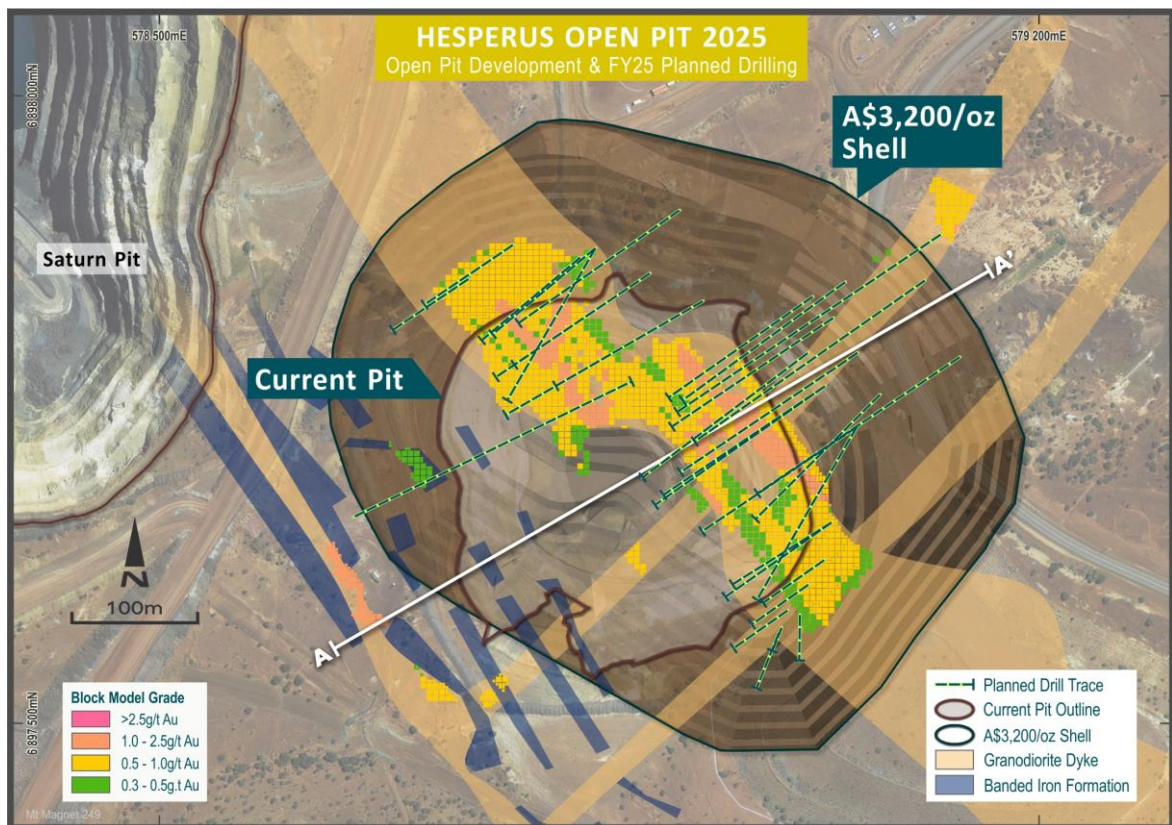 578 500mE
579 200mE
HESPERUS OPEN PIT 2025
Open Pit Development & FY25 Planned Drilling
6 898 000mN
A$3,200/oz
Shell
Saturn Pit
A'
Current Pit
N
100m
A
6 897 500mN
Block Model Grade
>2.5g/t Au
1.0 - 2.5g/t Au
0.5 - 1.0g/t Au
0.3 - 0.5g.t Au
Planned Drill Trace
Current Pit Outline
A$3,200/oz Shell
Granodiorite Dyke
Banded Iron Formation
Mt Magnet 249